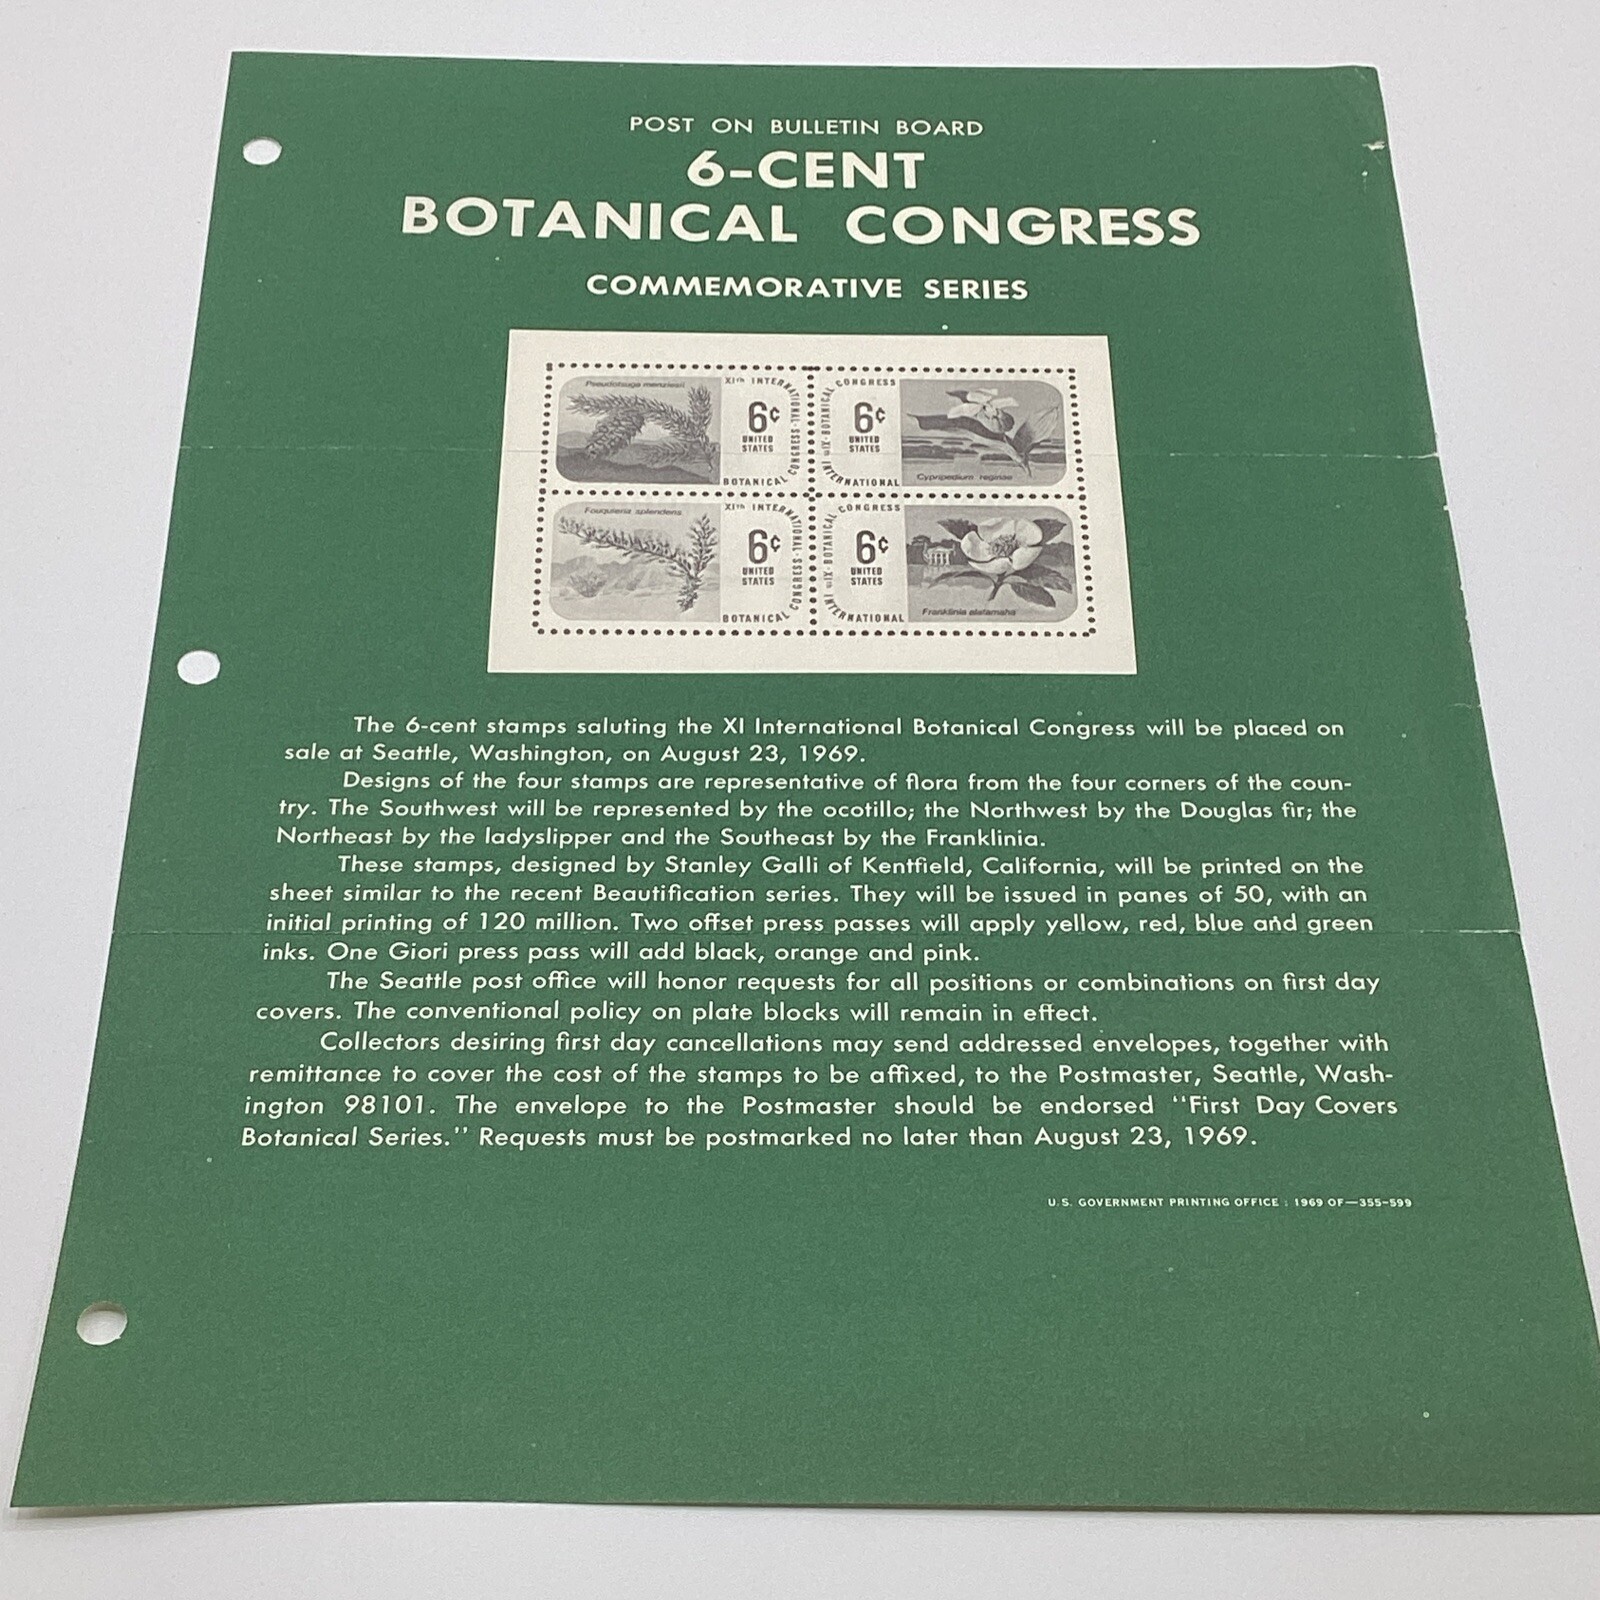 POST ON BULLETIN BOARD
6-CENT
BOTANICAL CONGRESS
COMMEMORATIVE SERIES
Pseudotsuga menziesii
XIth INTERNATIONAL BOTANICAL CONGRESS
6¢
UNITED
STATES
XIth INTERNATIONAL BOTANICAL CONGRESS
6¢
UNITED
STATES
Cypripedium reginae
Fouquieria splendens
XIth INTERNATIONAL BOTANICAL CONGRESS
6¢
UNITED
STATES
XIth INTERNATIONAL BOTANICAL CONGRESS
6¢
UNITED
STATES
Franklinia alatamaha
The 6-cent stamps saluting the XI International Botanical Congress will be placed on
sale at Seattle, Washington, on August 23, 1969.
Designs of the four stamps are representative of flora from the four corners of the coun-
try. The Southwest will be represented by the ocotillo; the Northwest by the Douglas fir; the
Northeast by the ladyslipper and the Southeast by the Franklinia.
These stamps, designed by Stanley Galli of Kentfield, California, will be printed on the
sheet similar to the recent Beautification series. They will be issued in panes of 50, with an
initial printing of 120 million. Two offset press passes will apply yellow, red, blue and green
inks. One Giori press pass will add black, orange and pink.
The Seattle post office will honor requests for all positions or combinations on first day
covers. The conventional policy on plate blocks will remain in effect.
Collectors desiring first day cancellations may send addressed envelopes, together with
remittance to cover the cost of the stamps to be affixed, to the Postmaster, Seattle, Wash-
ington 98101. The envelope to the Postmaster should be endorsed "First Day Covers
Botanical Series." Requests must be postmarked no later than August 23, 1969.
U.S. GOVERNMENT PRINTING OFFICE : 1969 OF—355-599